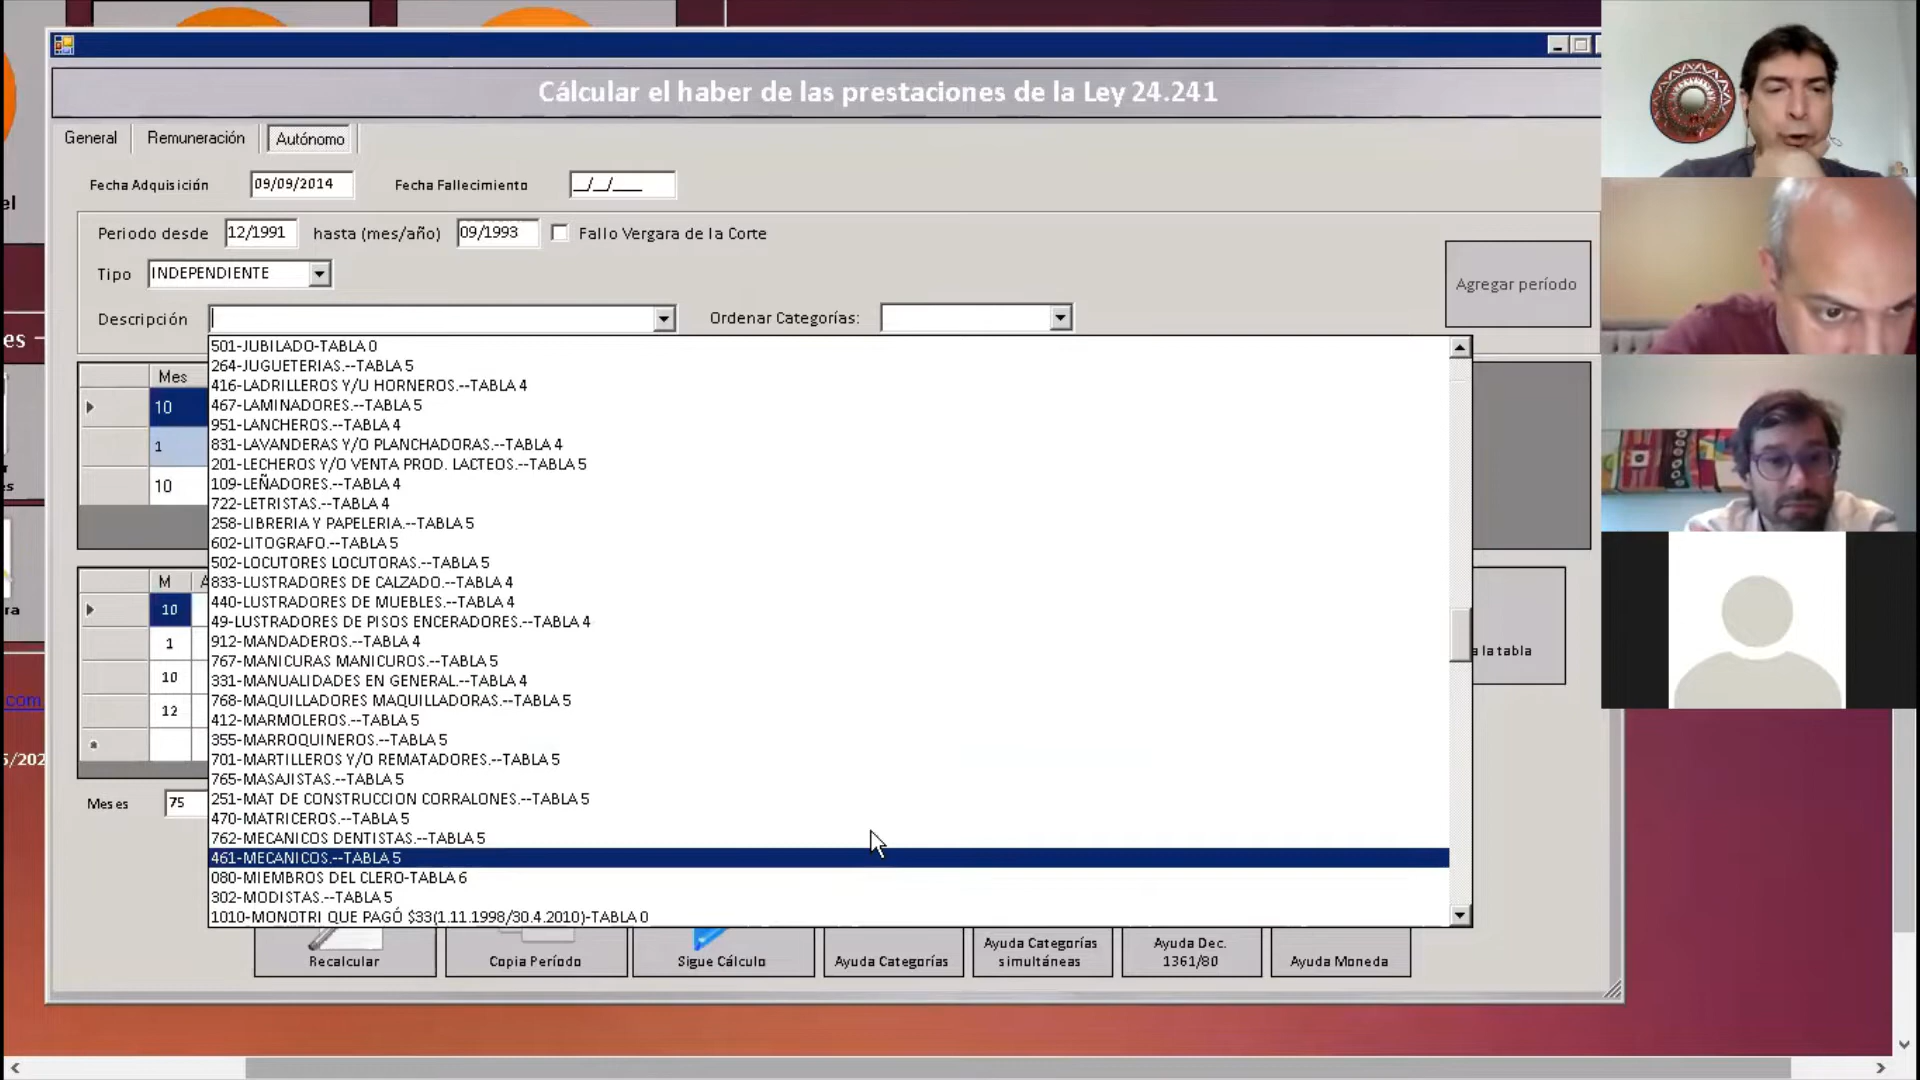 Cálcular el haber de las prestaciones de la Ley 24.241
General
Remuneración
Autónomo
Fecha Adquisición
09/09/2014
Fecha Fallecimiento
__/__/____
Periodo desde
12/1991
hasta (mes/año)
09/1993
Fallo Vergara de la Corte
Tipo
INDEPENDIENTE
Agregar período
Descripción
Ordenar Categorías:
501-JUBILADO-TABLA 0
264-JUGUETERIAS.--TABLA 5
416-LADRILLEROS Y/U HORNEROS.--TABLA 4
467-LAMINADORES.--TABLA 5
951-LANCHEROS.--TABLA 4
831-LAVANDERAS Y/O PLANCHADORAS.--TABLA 4
201-LECHEROS Y/O VENTA PROD. LACTEOS.--TABLA 5
109-LEÑADORES.--TABLA 4
722-LETRISTAS.--TABLA 4
258-LIBRERIA Y PAPELERIA.--TABLA 5
602-LITOGRAFO.--TABLA 5
502-LOCUTORES LOCUTORAS.--TABLA 5
833-LUSTRADORES DE CALZADO.--TABLA 4
440-LUSTRADORES DE MUEBLES.--TABLA 4
49-LUSTRADORES DE PISOS ENCERADORES.--TABLA 4
912-MANDADEROS.--TABLA 4
767-MANICURAS MANICUROS.--TABLA 5
331-MANUALIDADES EN GENERAL.--TABLA 4
768-MAQUILLADORES MAQUILLADORAS.--TABLA 5
412-MARMOLEROS.--TABLA 5
355-MARROQUINEROS.--TABLA 5
701-MARTILLEROS Y/O REMATADORES.--TABLA 5
765-MASAJISTAS.--TABLA 5
251-MAT DE CONSTRUCCION CORRALONES.--TABLA 5
470-MATRICEROS.--TABLA 5
762-MECANICOS DENTISTAS.--TABLA 5
461-MECANICOS.--TABLA 5
080-MIEMBROS DEL CLERO-TABLA 6
302-MODISTAS.--TABLA 5
1010-MONOTRI QUE PAGÓ $33(1.11.1998/30.4.2010)-TABLA 0
Mes
10
1
10
M A
10
1
10
12
a la tabla
Meses
75
Recalcular
Copia Período
Sigue Cálculo
Ayuda Categorías
Ayuda Categorías
simultáneas
Ayuda Dec.
1361/80
Ayuda Moneda
el
es –
r
es
ra
com
5/202